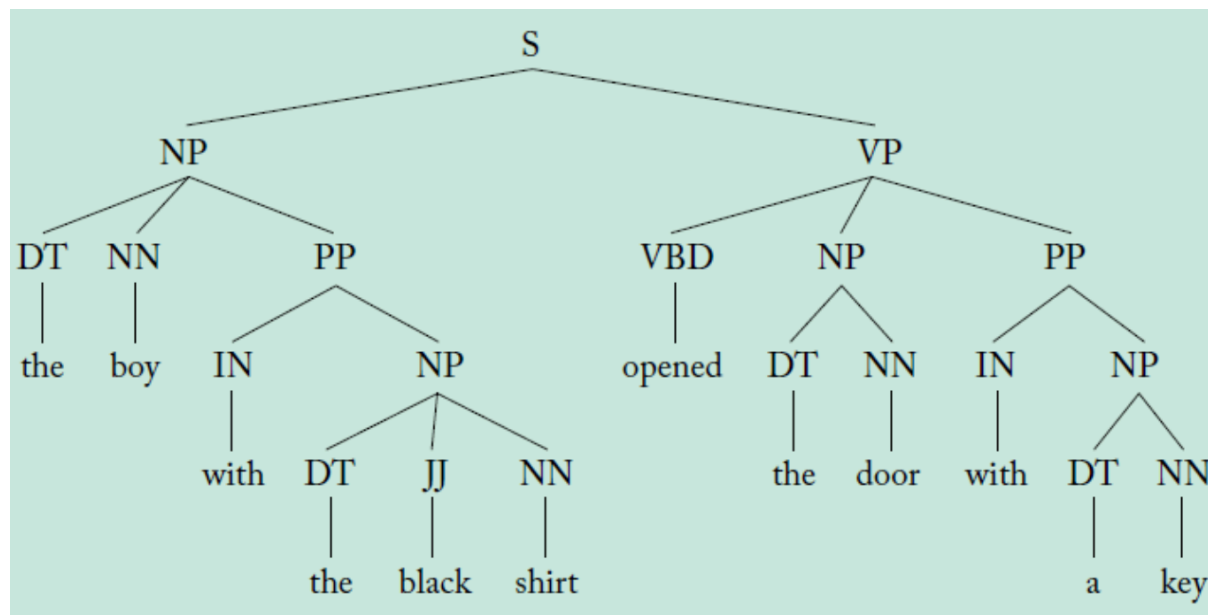 S
NP VP
DT NN PP VBD NP PP
the boy IN NP opened DT NN IN NP
with DT JJ NN the door with DT NN
the black shirt a key